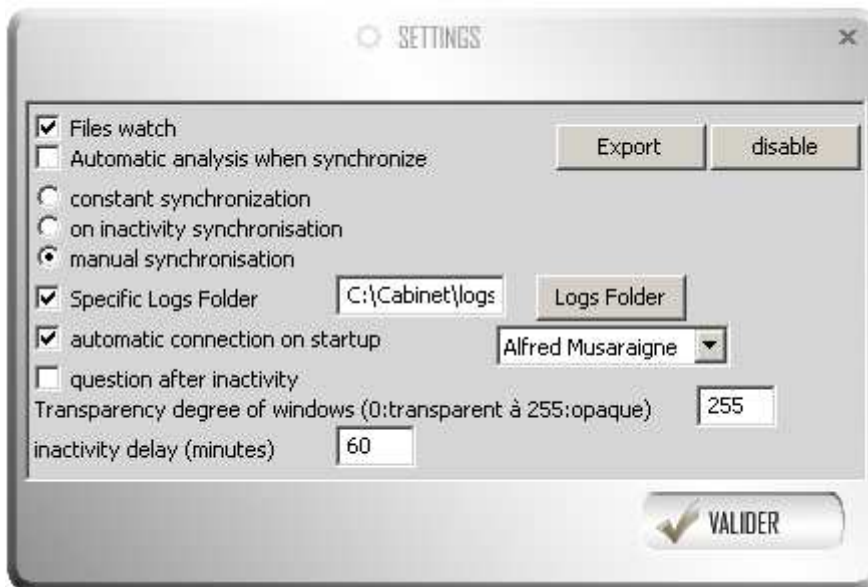 SETTINGS
Files watch
Automatic analysis when synchronize
Export
disable
constant synchronization
on inactivity synchronisation
manual synchronisation
Specific Logs Folder
C:\Cabinet\logs
Logs Folder
automatic connection on startup
Alfred Musaraigne
question after inactivity
Transparency degree of windows (0:transparent à 255:opaque)
255
inactivity delay (minutes)
60
VALIDER